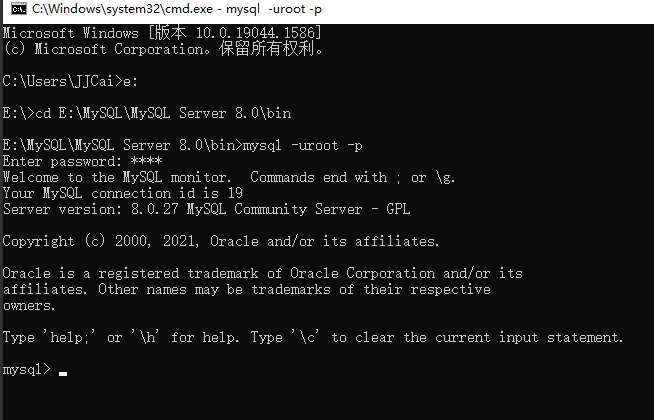 C:\Windows\system32\cmd.exe - mysql  -uroot -p
Microsoft Windows [版本 10.0.19044.1586]
(c) Microsoft Corporation。保留所有权利。
C:\Users\JJCai>e:
E:\>cd E:\MySQL\MySQL Server 8.0\bin
E:\MySQL\MySQL Server 8.0\bin>mysql -uroot -p
Enter password: ****
Welcome to the MySQL monitor.  Commands end with ; or \g.
Your MySQL connection id is 19
Server version: 8.0.27 MySQL Community Server - GPL
Copyright (c) 2000, 2021, Oracle and/or its affiliates.
Oracle is a registered trademark of Oracle Corporation and/or its
affiliates. Other names may be trademarks of their respective
owners.
Type 'help;' or '\h' for help. Type '\c' to clear the current input statement.
mysql> _